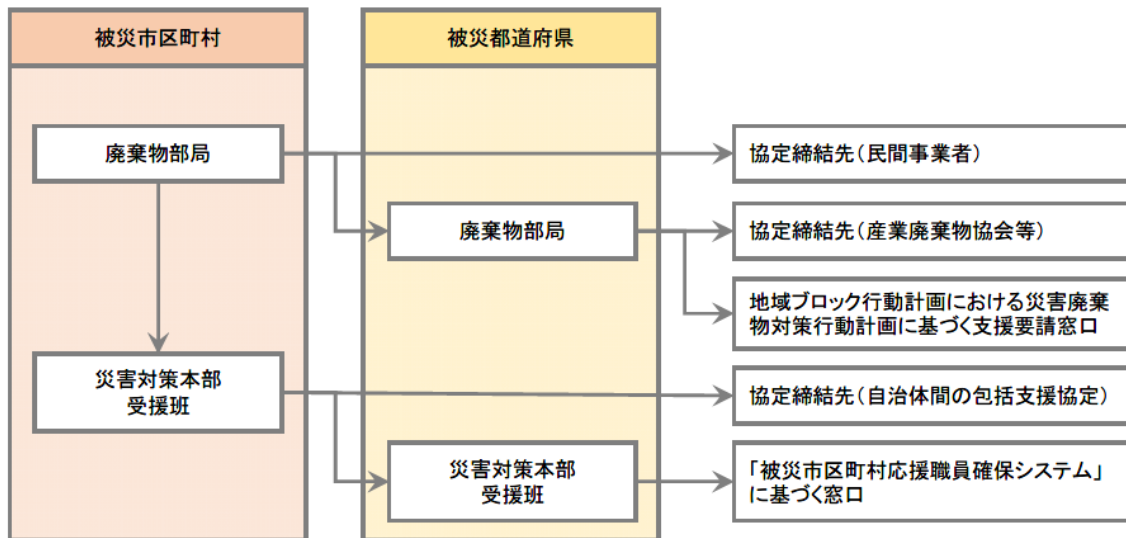 被災市区町村
被災都道府県
廃棄物部局
協定締結先（民間事業者）
廃棄物部局
協定締結先（産業廃棄物協会等）
地域ブロック行動計画における災害廃棄
物対策行動計画に基づく支援要請窓口
災害対策本部
受援班
協定締結先（自治体間の包括支援協定）
災害対策本部
受援班
「被災市区町村応援職員確保システム」
に基づく窓口